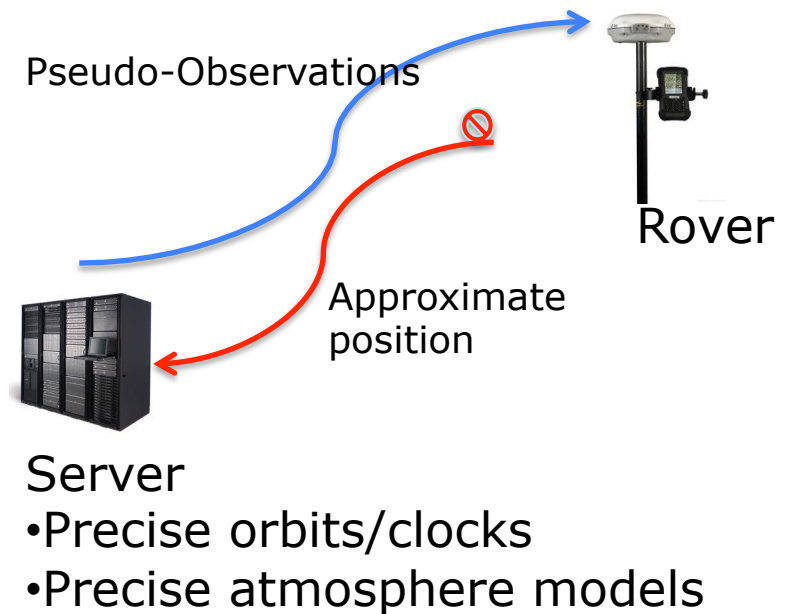 Pseudo-Observations
Rover
Approximate
position
Server
•Precise orbits/clocks
•Precise atmosphere models